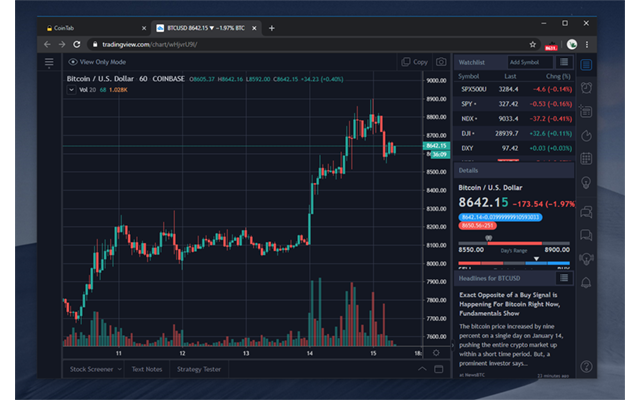 CoinTab
BTCUSD 8642.15 ▼ −1.97% BTC
tradingview.com/chart/wHjvrU9l/
8631.
View Only Mode
Copy
Bitcoin / U.S. Dollar 60 COINBASE O8605.37 H8642.16 L8592.00 C8642.15 +34.23 (+0.40%)
Vol 20 68 1.028K
9000.00
8900.00
8800.00
8700.00
8642.15
36:09
8500.00
8400.00
8300.00
8200.00
8100.00
8000.00
7900.00
7800.00
7700.00
7600.00
11
12
13
14
15
18:
Stock Screener
Text Notes
Strategy Tester
Watchlist
Add Symbol
Symbol Last Chng (%)
SPX500U 3284.4 −4.6 (−0.14%)
SPY 327.42 −0.53 (−0.16%)
NDX 9033.4 −37.2 (−0.41%)
DJI 28939.7 +32.6 (+0.11%)
DXY 97.42 +0.03 (+0.03%)
Details
Bitcoin / U.S. Dollar
8642.15 −173.54 (−1.97%
8550.00 Day's Range 8900.00
Headlines for BTCUSD
Exact Opposite of a Buy Signal Is
Happening For Bitcoin Right Now,
Fundamentals Show
The bitcoin price increased by nine
percent on a single day on January 14,
pushing the entire crypto market up
within a short time period. But, a
prominent investor says...
at NewsBTC
11 minutes ago